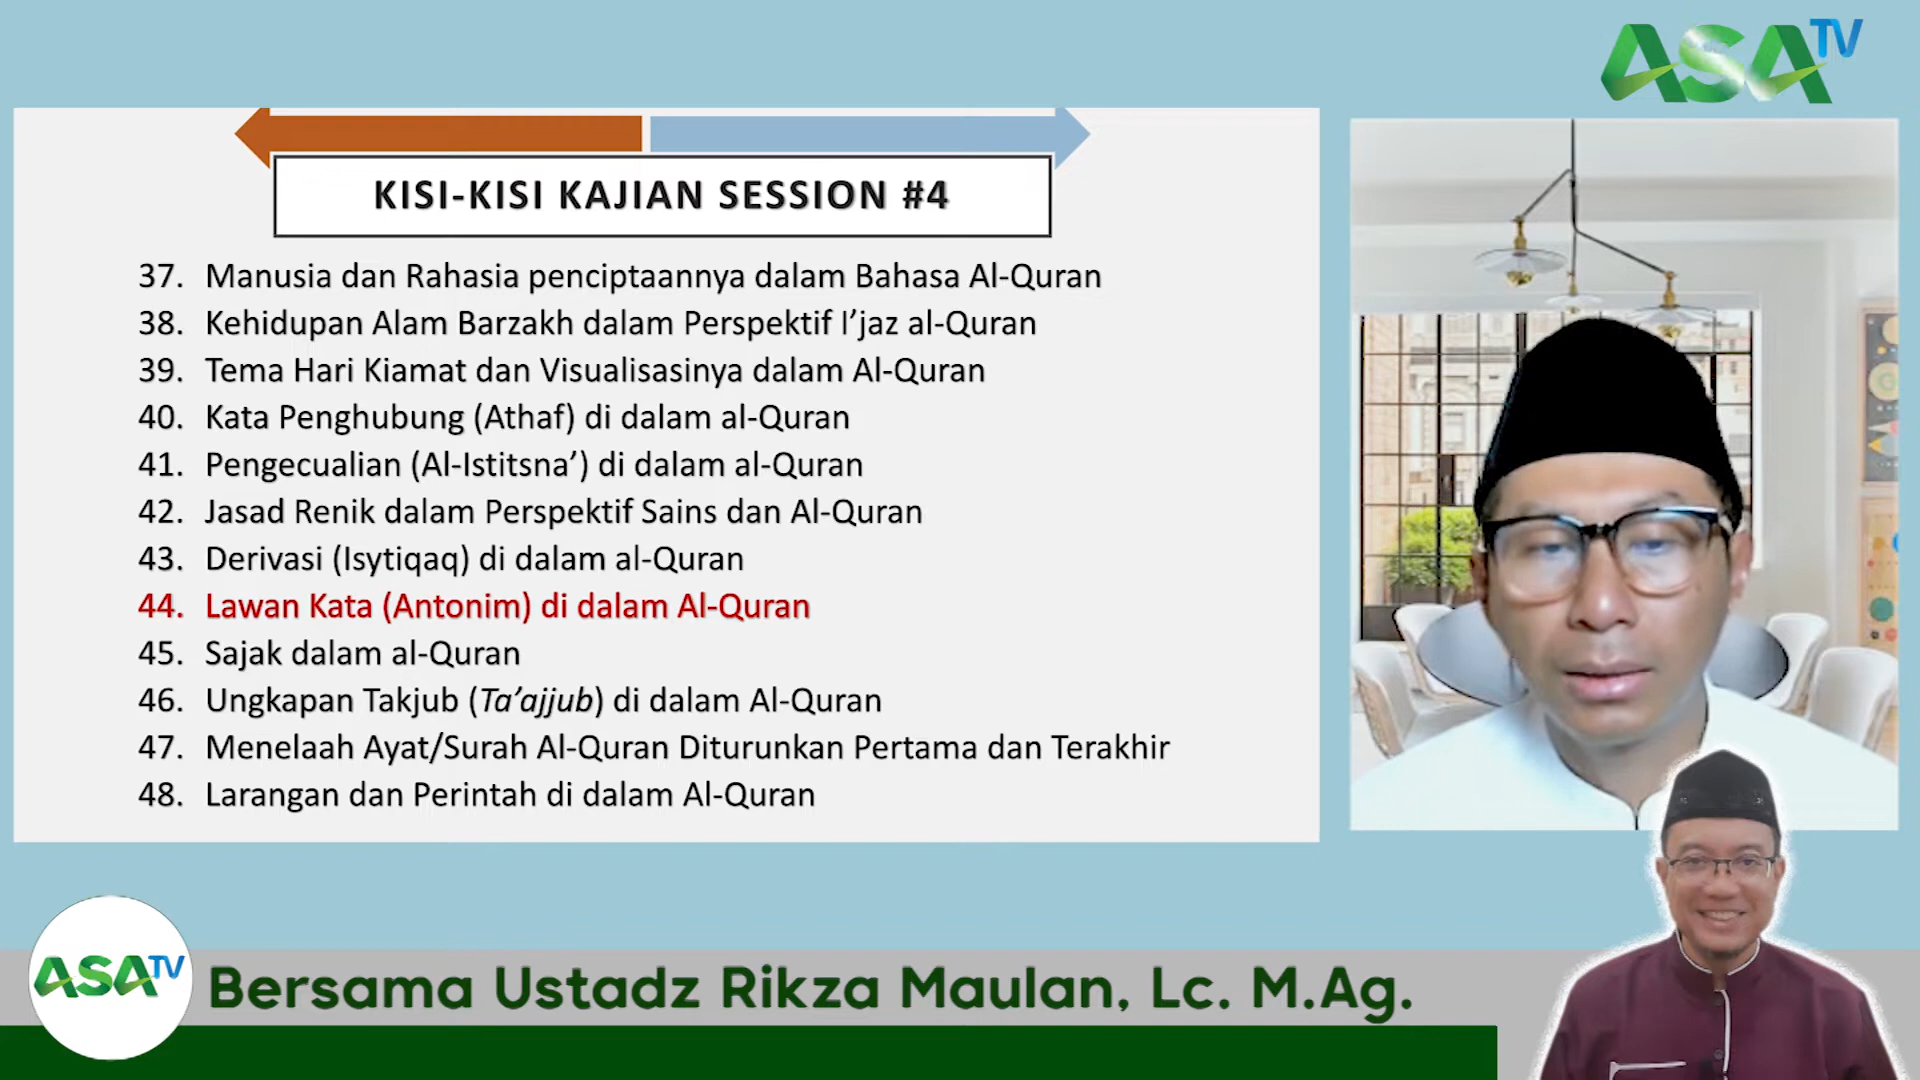 ASA TV
KISI-KISI KAJIAN SESSION #4
37. Manusia dan Rahasia penciptaannya dalam Bahasa Al-Quran
38. Kehidupan Alam Barzakh dalam Perspektif I’jaz al-Quran
39. Tema Hari Kiamat dan Visualisasinya dalam Al-Quran
40. Kata Penghubung (Athaf) di dalam al-Quran
41. Pengecualian (Al-Istitsna’) di dalam al-Quran
42. Jasad Renik dalam Perspektif Sains dan Al-Quran
43. Derivasi (Isytiqaq) di dalam al-Quran
44. Lawan Kata (Antonim) di dalam Al-Quran
45. Sajak dalam al-Quran
46. Ungkapan Takjub (Ta’ajjub) di dalam Al-Quran
47. Menelaah Ayat/Surah Al-Quran Diturunkan Pertama dan Terakhir
48. Larangan dan Perintah di dalam Al-Quran
ASA TV
Bersama Ustadz Rikza Maulan, Lc. M.Ag.